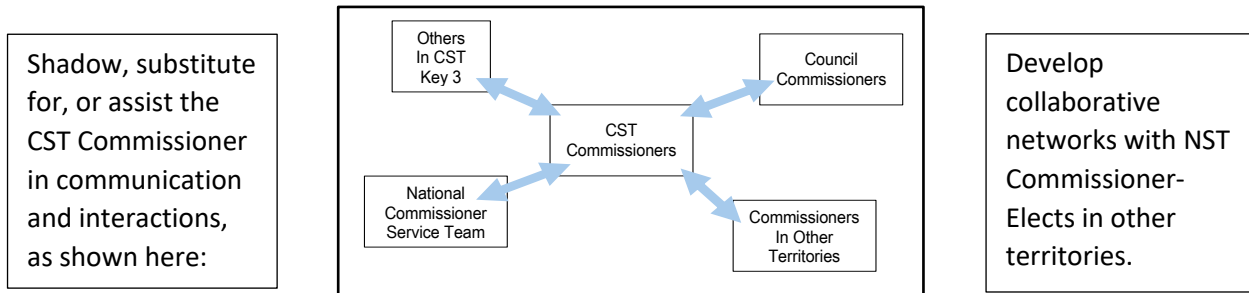 Shadow, substitute
for, or assist the
CST Commissioner
in communication
and interactions,
as shown here:
Others
In CST
Key 3
Council
Commissioners
CST
Commissioners
National
Commissioner
Service Team
Commissioners
In Other
Territories
Develop
collaborative
networks with NST
Commissioner-
Elects in other
territories.